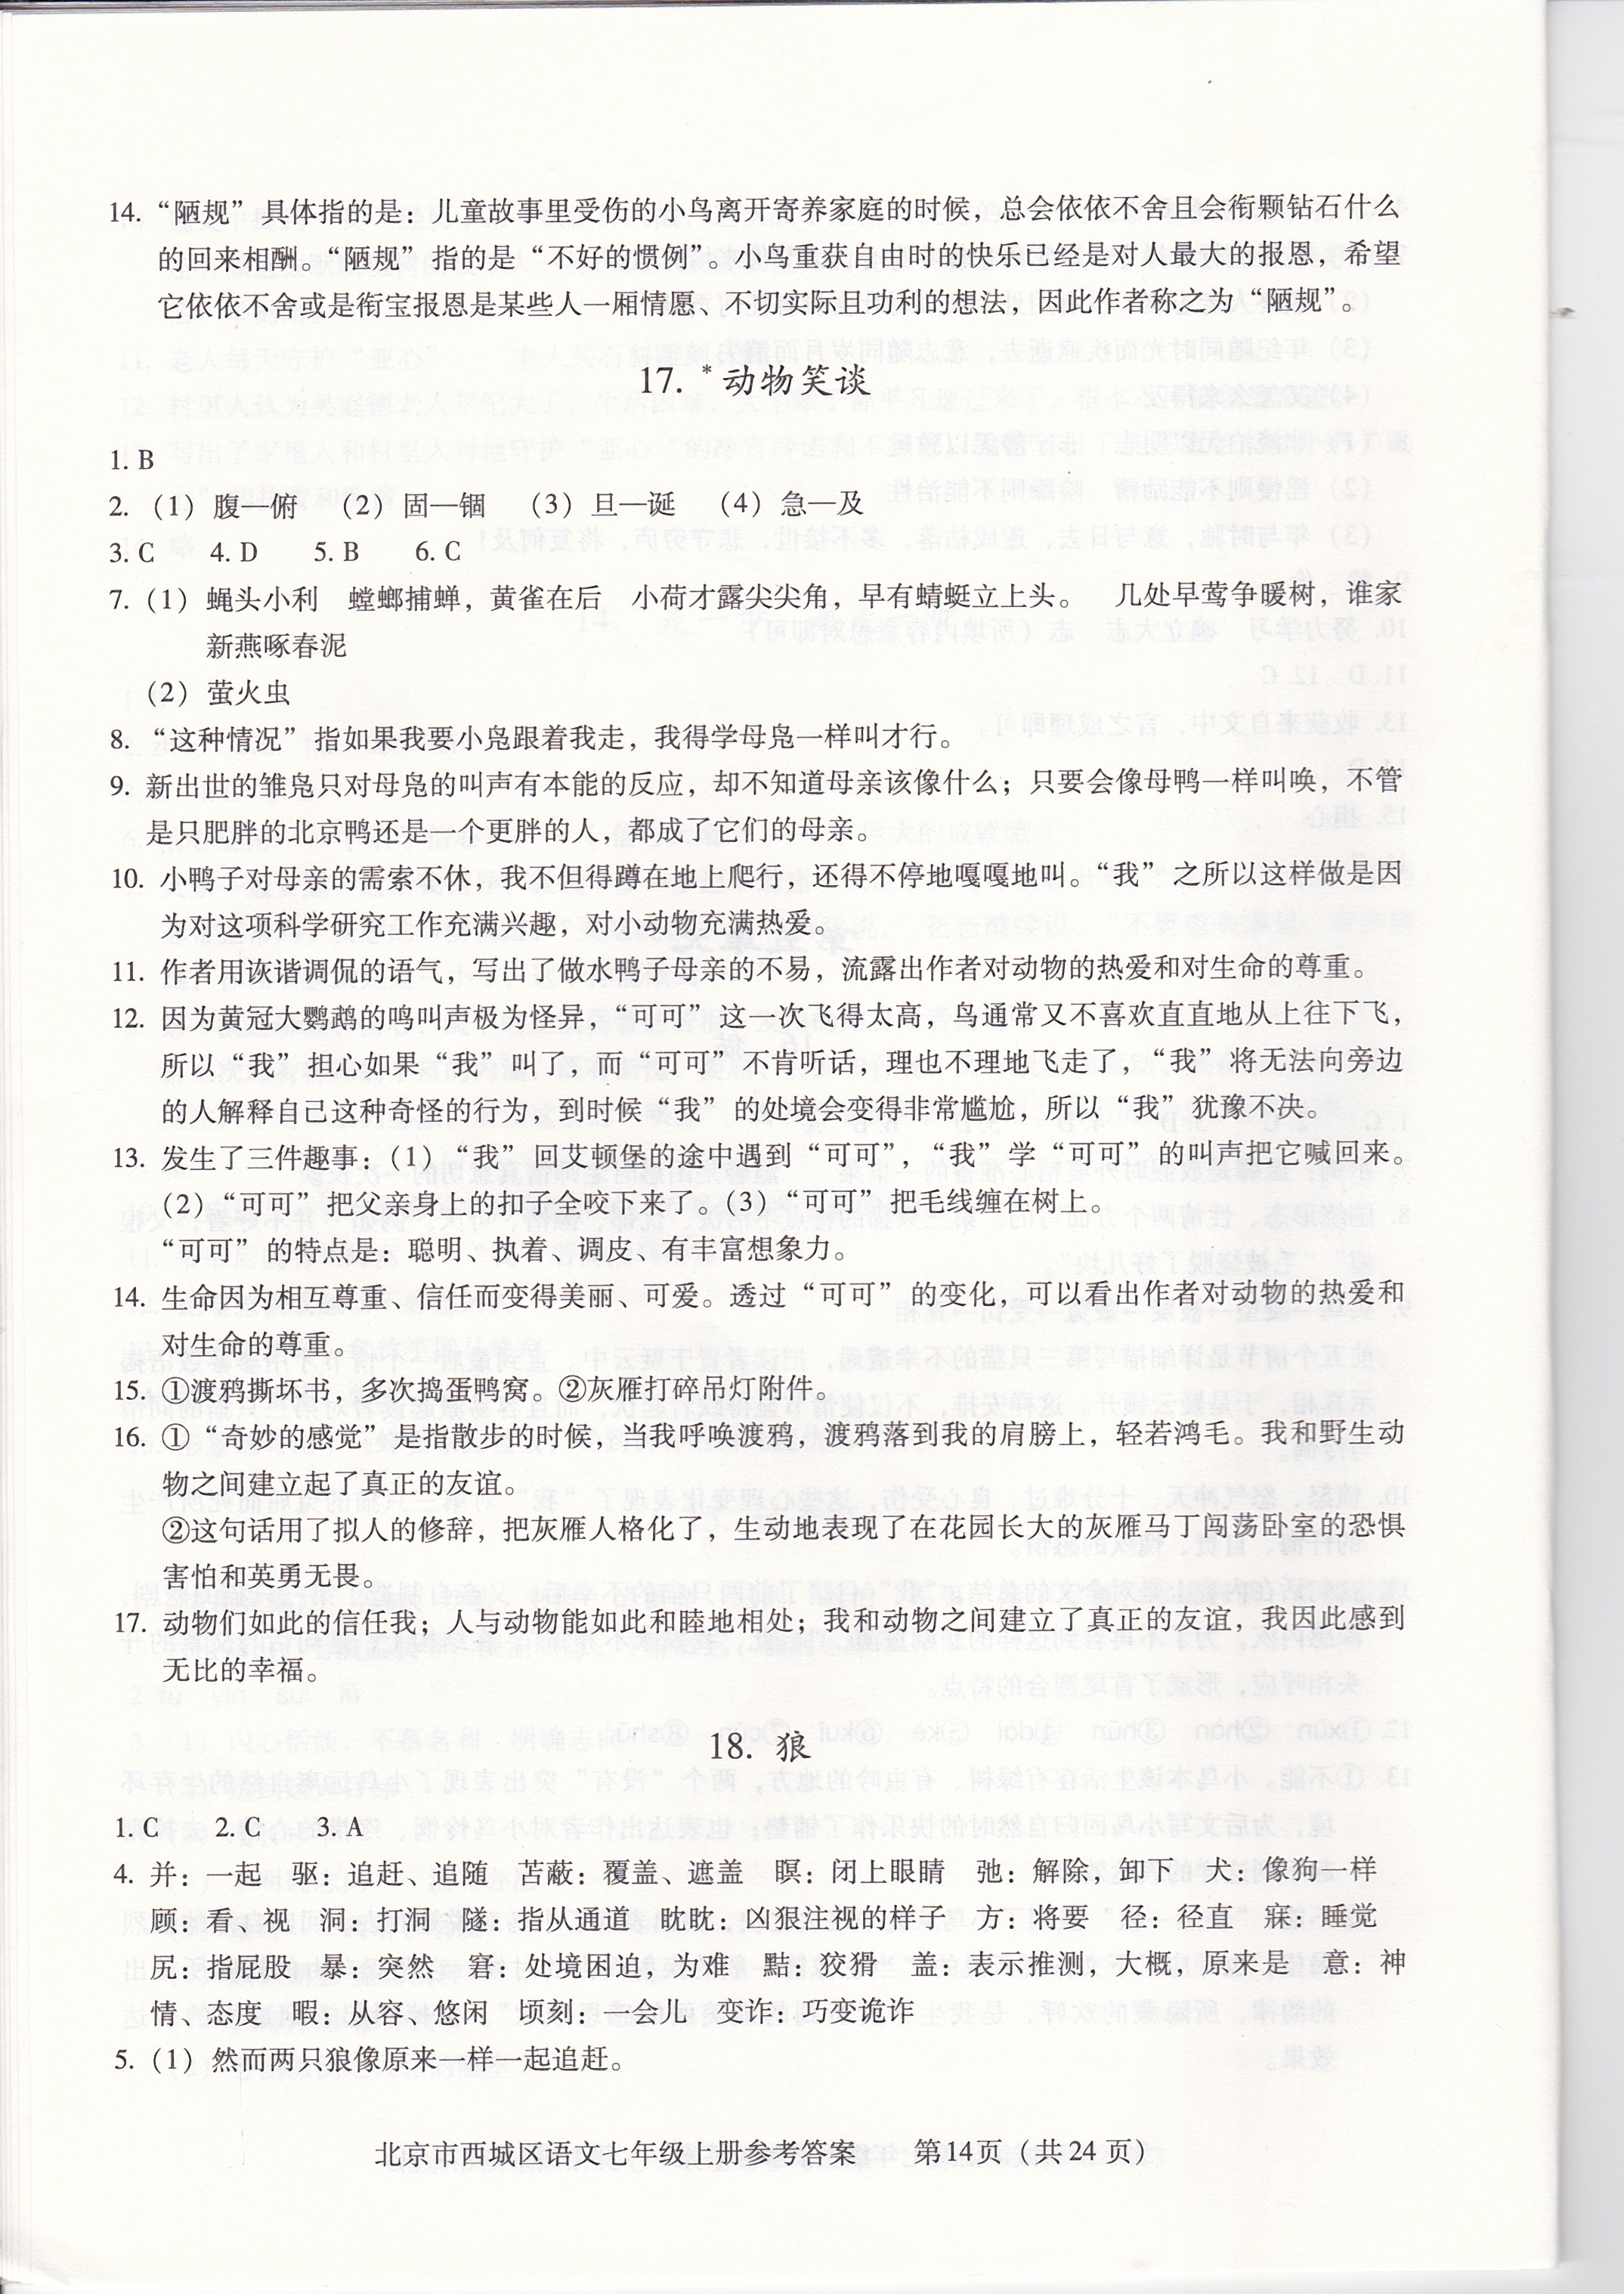 14. “陋规” 具体指的是：儿童故事里受伤的小鸟离开寄养家庭的时候，总会依依不舍且会衔颗钻石什么
的回来相酬。“陋规” 指的是 “不好的惯例”。小鸟重获自由时的快乐已经是对人最大的报恩，希望
它依依不舍或是衔宝报恩是某些人一厢情愿、不切实际且功利的想法，因此作者称之为 “陋规”。
17. *动物笑谈
1. B
2.（1）腹—俯 （2）固—锢 （3）旦—诞 （4）急—及
3. C 4. D 5. B 6. C
7.（1）蝇头小利 螳螂捕蝉，黄雀在后 小荷才露尖尖角，早有蜻蜓立上头。 几处早莺争暖树，谁家
新燕啄春泥
（2）萤火虫
8. “这种情况” 指如果我要小凫跟着我走，我得学母凫一样叫才行。
9. 新出世的雏凫只对母凫的叫声有本能的反应，却不知道母亲该像什么；只要会像母鸭一样叫唤，不管
是只肥胖的北京鸭还是一个更胖的人，都成了它们的母亲。
10. 小鸭子对母亲的需索不休，我不但得蹲在地上爬行，还得不停地嘎嘎地叫。“我” 之所以这样做是因
为对这项科学研究工作充满兴趣，对小动物充满热爱。
11. 作者用诙谐调侃的语气，写出了做水鸭子母亲的不易，流露出作者对动物的热爱和对生命的尊重。
12. 因为黄冠大鹦鹉的鸣叫声极为怪异，“可可” 这一次飞得太高，鸟通常又不喜欢直直地从上往下飞，
所以 “我” 担心如果 “我” 叫了，而 “可可” 不肯听话，理也不理地飞走了，“我” 将无法向旁边
的人解释自己这种奇怪的行为，到时候 “我” 的处境会变得非常尴尬，所以 “我” 犹豫不决。
13. 发生了三件趣事：（1）“我” 回艾顿堡的途中遇到 “可可”，“我” 学 “可可” 的叫声把它喊回来。
（2）“可可” 把父亲身上的扣子全咬下来了。（3）“可可” 把毛线缠在树上。
“可可” 的特点是：聪明、执着、调皮、有丰富想象力。
14. 生命因为相互尊重、信任而变得美丽、可爱。透过 “可可” 的变化，可以看出作者对动物的热爱和
对生命的尊重。
15. ①渡鸦撕坏书，多次捣蛋鸭窝。②灰雁打碎吊灯附件。
16. ①“奇妙的感觉” 是指散步的时候，当我呼唤渡鸦，渡鸦落到我的肩膀上，轻若鸿毛。我和野生动
物之间建立起了真正的友谊。
②这句话用了拟人的修辞，把灰雁人格化了，生动地表现了在花园长大的灰雁马丁闯荡卧室的恐惧
害怕和英勇无畏。
17. 动物们如此的信任我；人与动物能如此和睦地相处；我和动物之间建立了真正的友谊，我因此感到
无比的幸福。
18. 狼
1. C 2. C 3. A
4. 并：一起 驱：追赶、追随 苫蔽：覆盖、遮盖 瞑：闭上眼睛 弛：解除，卸下 犬：像狗一样
顾：看、视 洞：打洞 隧：指从通道 眈眈：凶狠注视的样子 方：将要 径：径直 寐：睡觉
尻：指屁股 暴：突然 窘：处境困迫，为难 黠：狡猾 盖：表示推测，大概，原来是 意：神
情、态度 暇：从容、悠闲 顷刻：一会儿 变诈：巧变诡诈
5.（1）然而两只狼像原来一样一起追赶。
北京市西城区语文七年级上册参考答案 第14页（共24页）